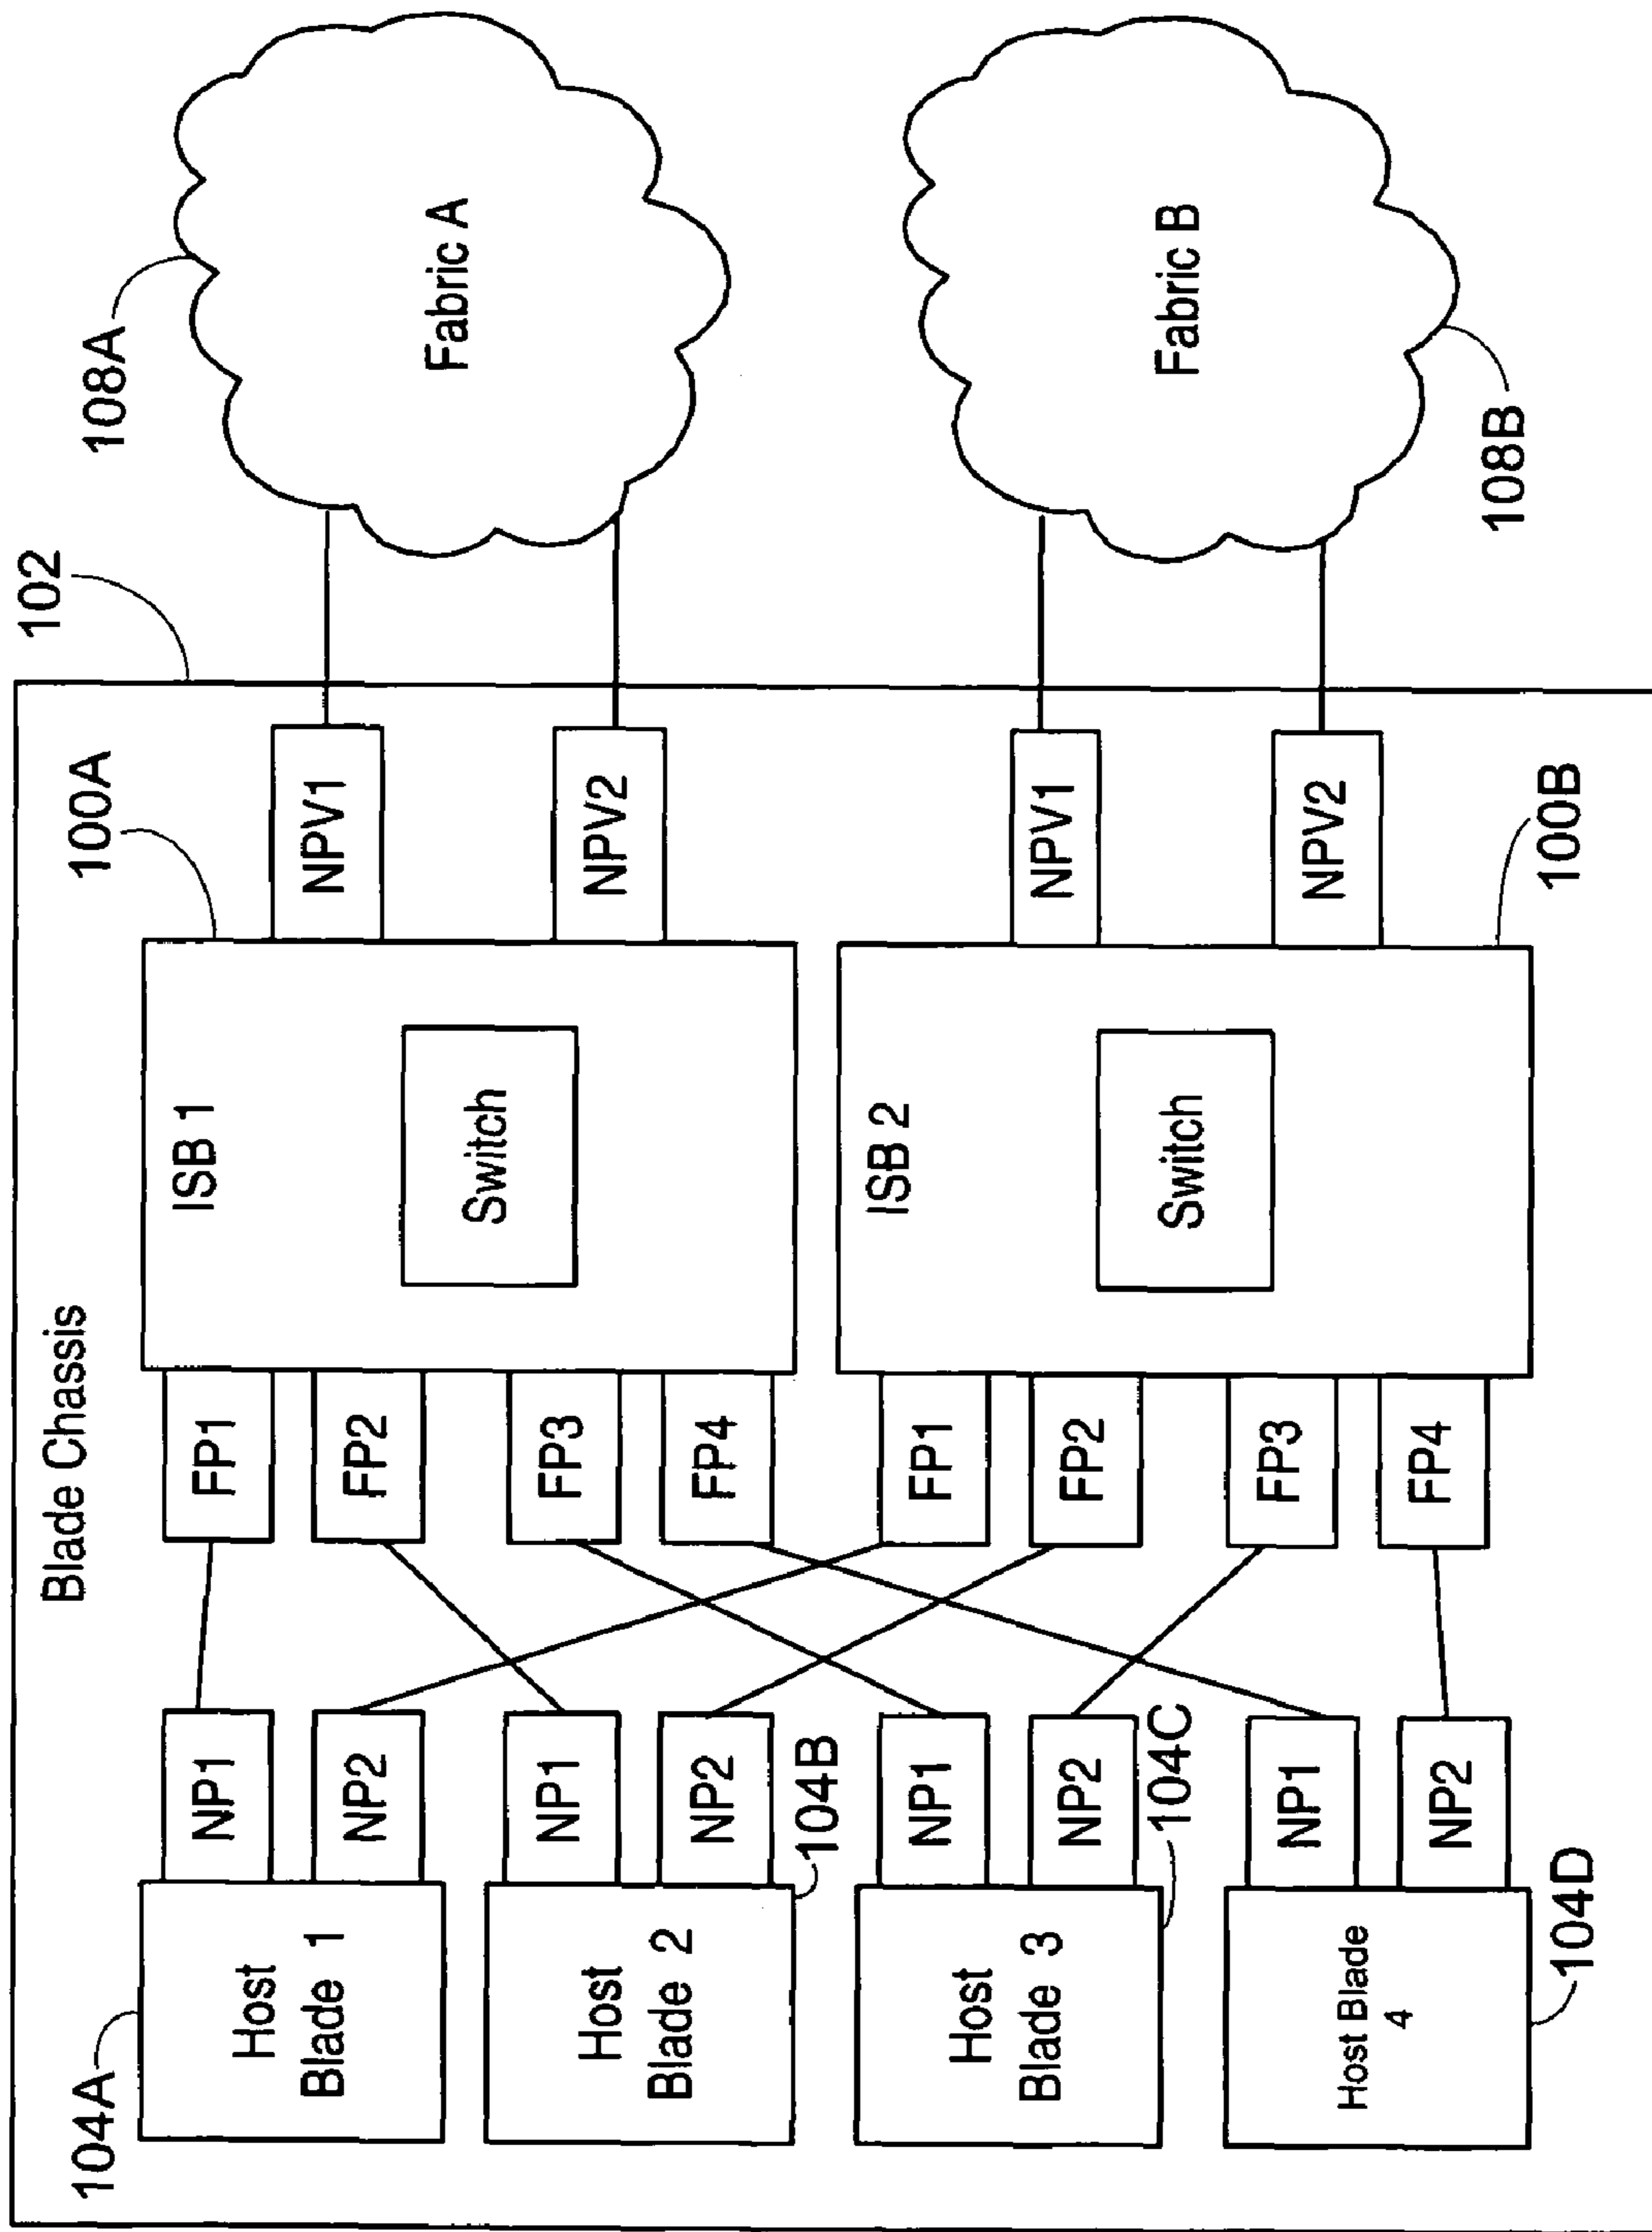 Blade Chassis
102
104A
Host
Blade 1
NP1
NP2
Host
Blade 2
NP1
NP2
104B
Host
Blade 3
NP1
NP2
104C
Host Blade
4
NP1
NP2
104D
FP1
FP2
FP3
FP4
ISB 1
Switch
100A
NPV1
NPV2
FP1
FP2
FP3
FP4
ISB 2
Switch
100B
NPV1
NPV2
108A
Fabric A
Fabric B
108B